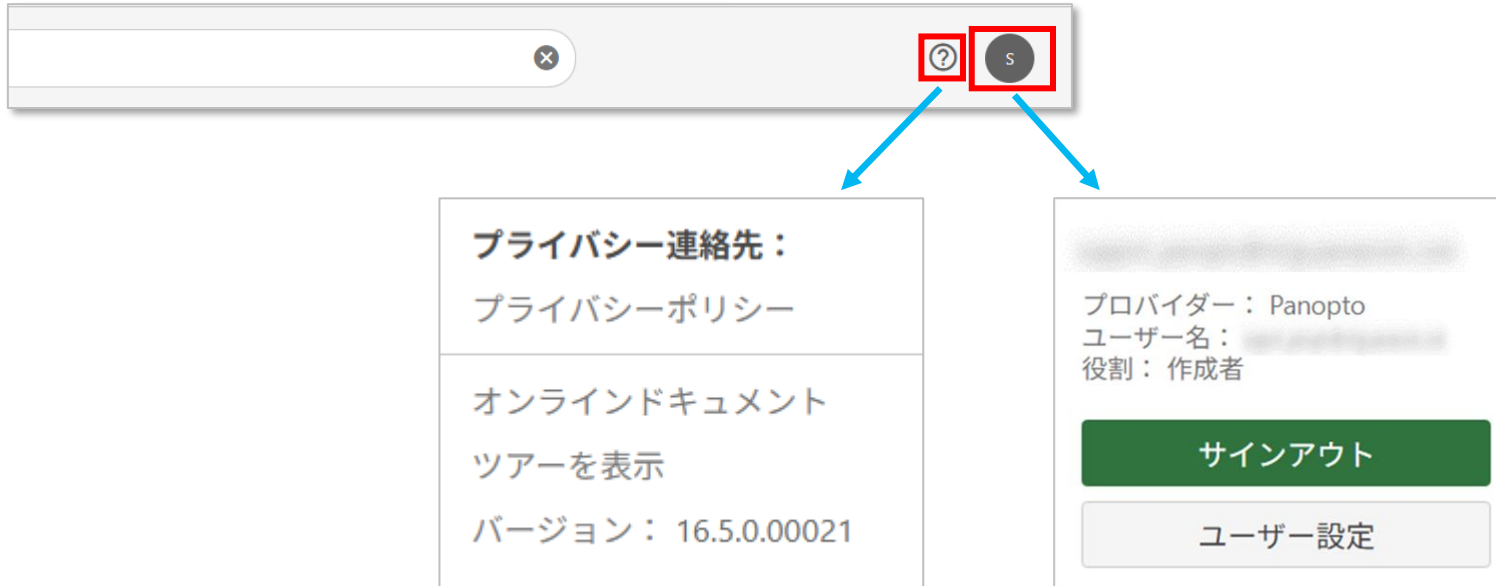 S
プライバシー連絡先：
プライバシーポリシー
オンラインドキュメント
ツアーを表示
バージョン： 16.5.0.00021
プロバイダー： Panopto
ユーザー名：
役割： 作成者
サインアウト
ユーザー設定